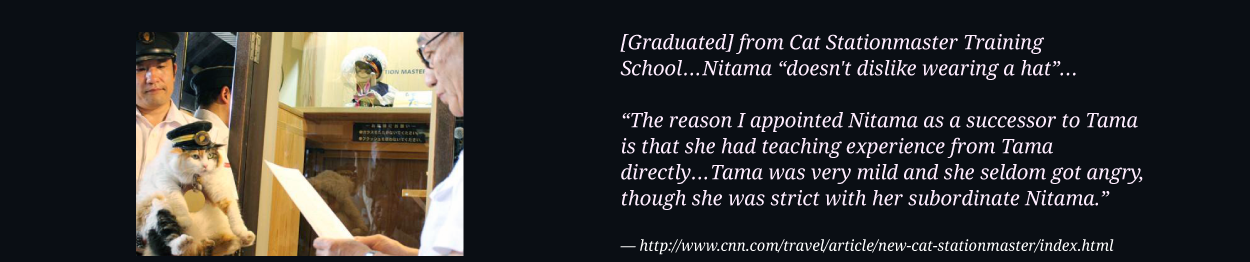 [Graduated] from Cat Stationmaster Training
School…Nitama “doesn't dislike wearing a hat”…
“The reason I appointed Nitama as a successor to Tama
is that she had teaching experience from Tama
directly…Tama was very mild and she seldom got angry,
though she was strict with her subordinate Nitama.”
— http://www.cnn.com/travel/article/new-cat-stationmaster/index.html
MASTER